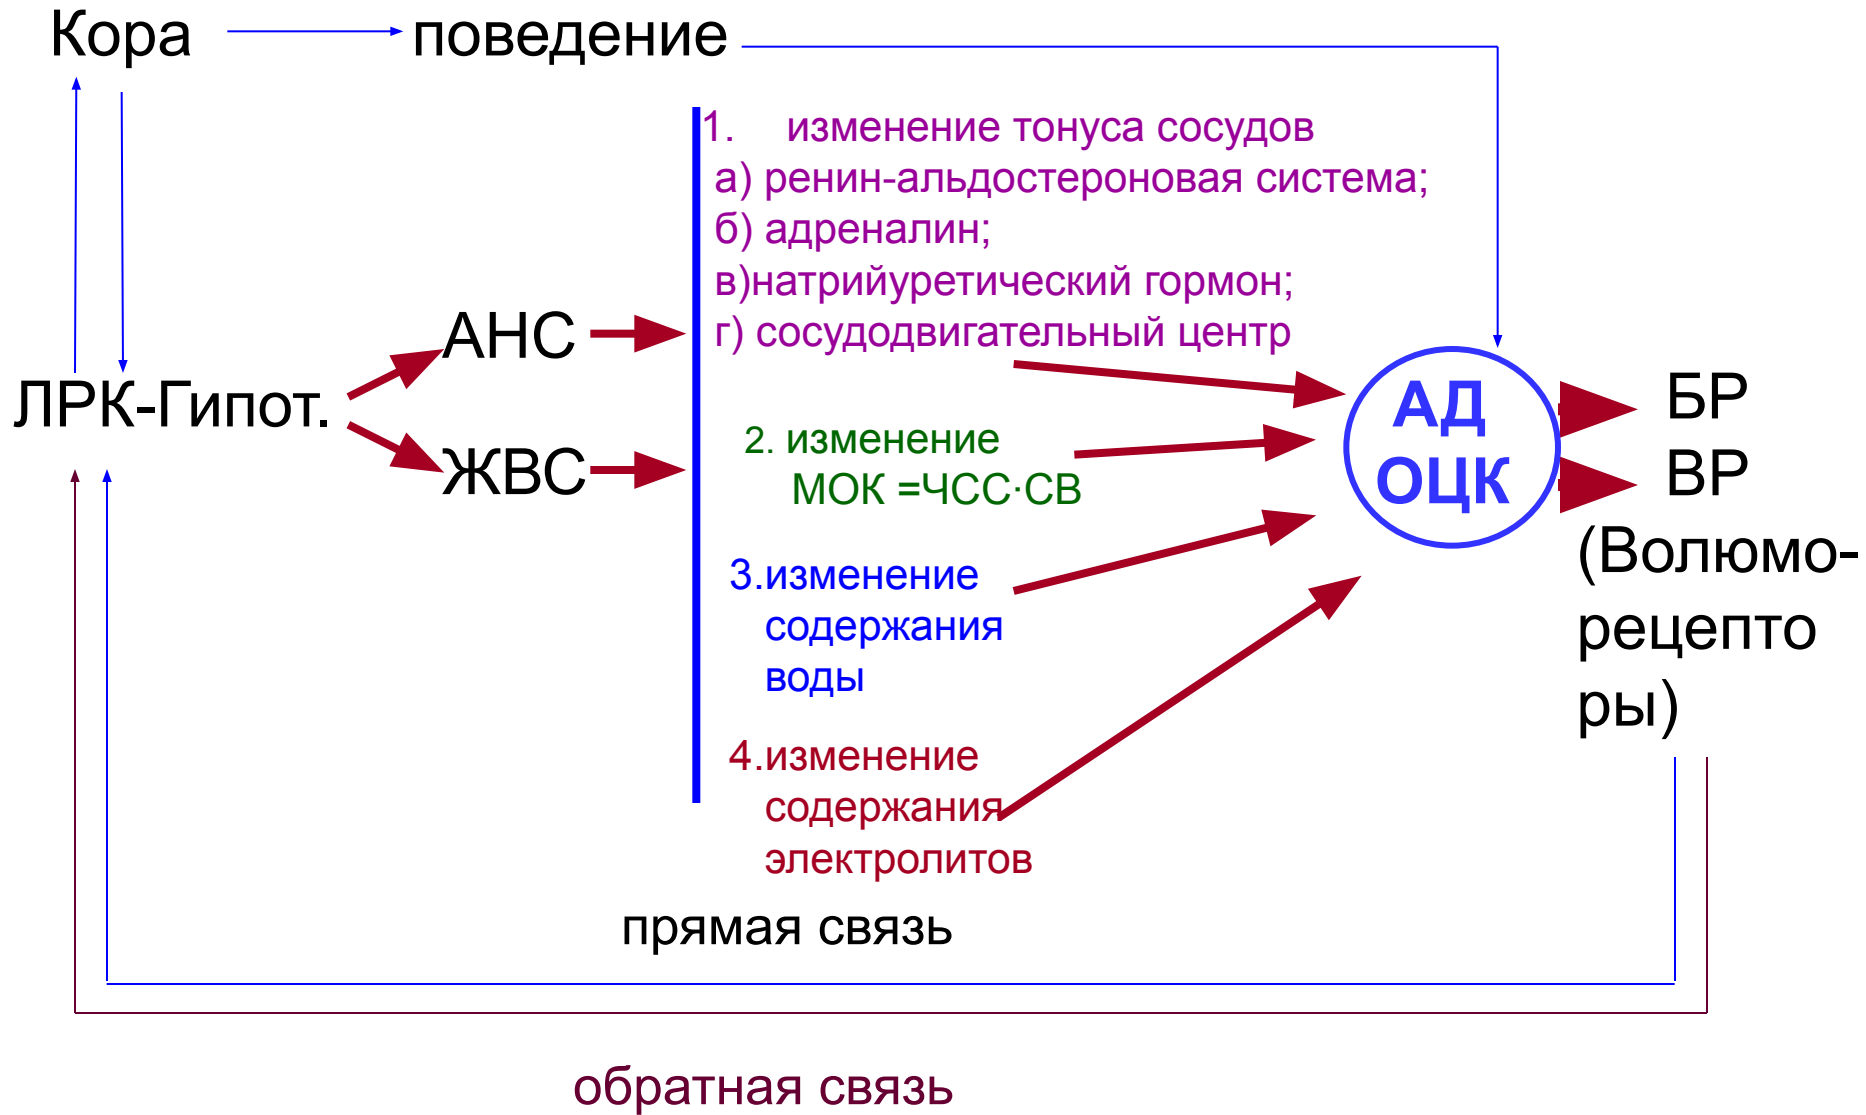 Кора
поведение
1. изменение тонуса сосудов
а) ренин-альдостероновая система;
б) адреналин;
в)натрийуретический гормон;
г) сосудодвигательный центр
АНС
ЛРК-Гипот.
ЖВС
2. изменение
МОК =ЧСС·СВ
3.изменение
содержания
воды
4.изменение
содержания
электролитов
АД
ОЦК
БР
ВР
(Волюмо-
рецепто
ры)
прямая связь
обратная связь